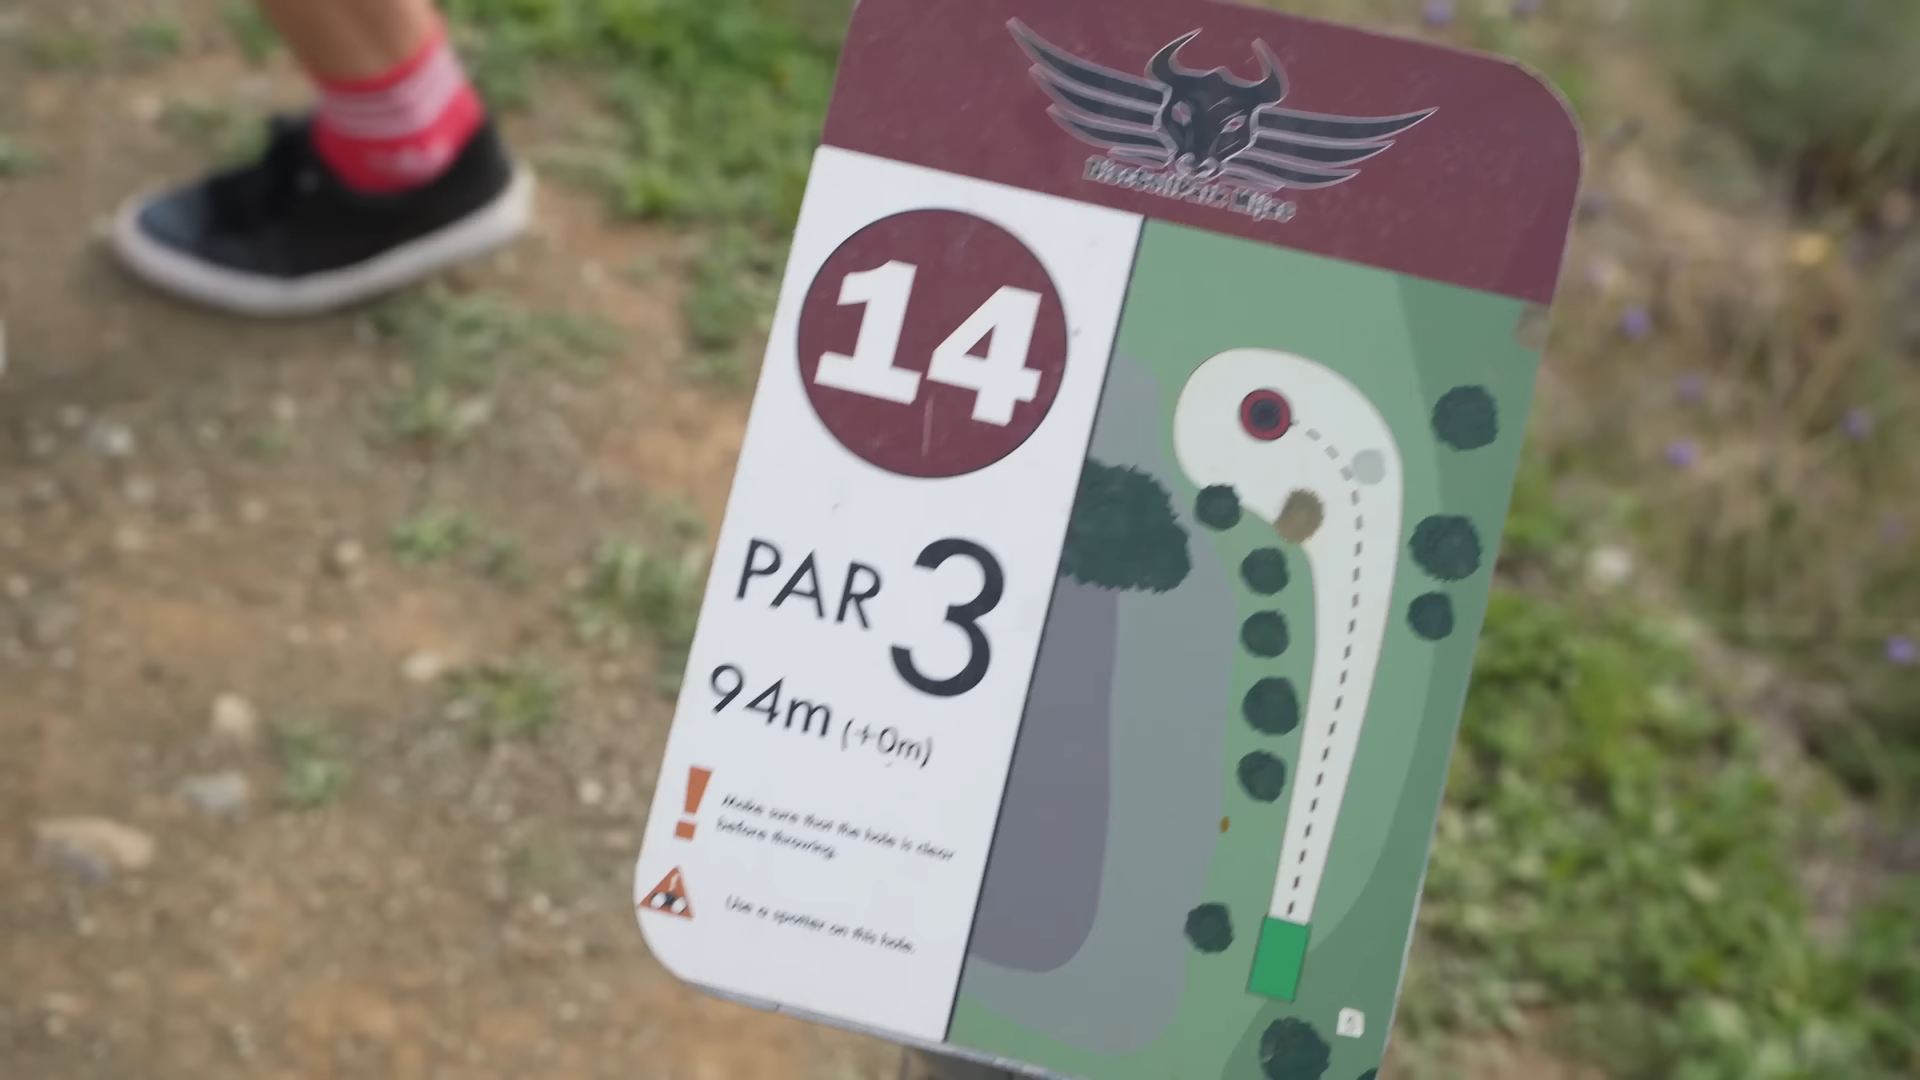 14
PAR 3
94m (+0m)
Make sure that the hole is clear
before throwing.
Use a spotter on this hole.